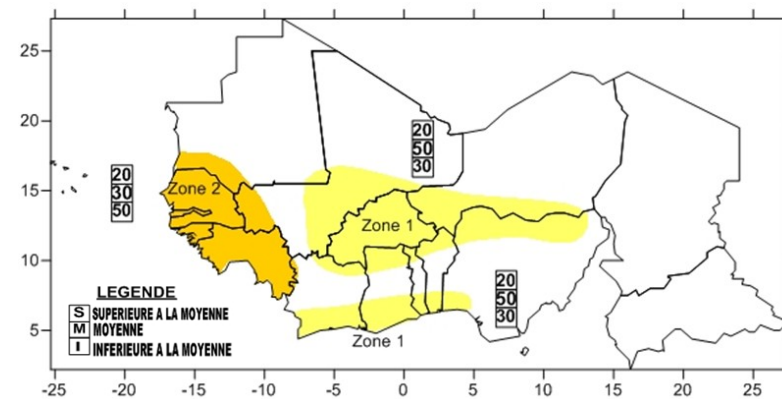 25
20
15
10
5
20
50
30
20
30
50
Zone 2
Zone 1
20
50
30
LEGENDE
S SUPERIEURE A LA MOYENNE
M MOYENNE
I INFERIEURE A LA MOYENNE
Zone 1
-25 -20 -15 -10 -5 0 5 10 15 20 25